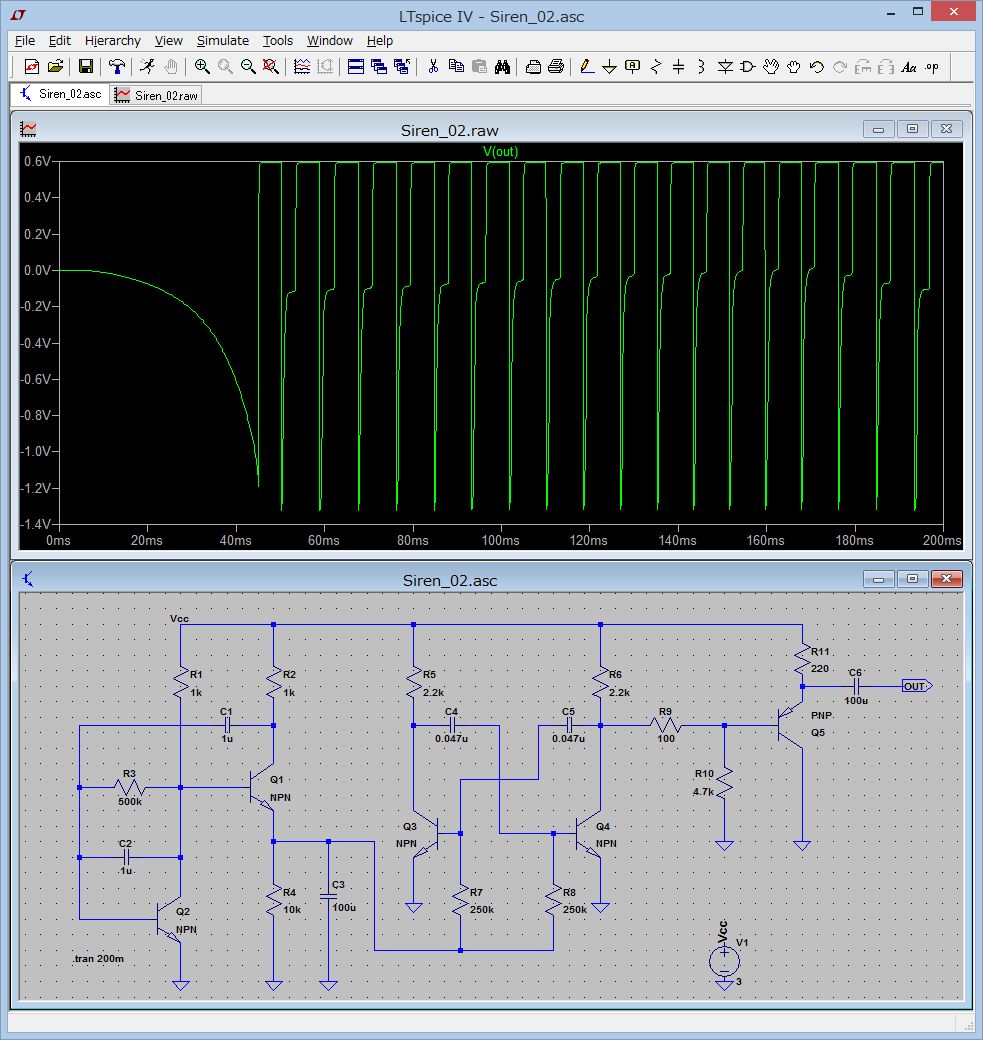 LTspice IV - Siren_02.asc
File Edit Hierarchy View Simulate Tools Window Help
Aa .op
Siren_02.asc Siren_02.raw
Siren_02.raw
V(out)
0.6V
0.4V
0.2V
0.0V
-0.2V
-0.4V
-0.6V
-0.8V
-1.0V
-1.2V
-1.4V
0ms 20ms 40ms 60ms 80ms 100ms 120ms 140ms 160ms 180ms 200ms
Siren_02.asc
Vcc
R1
1k
R2
1k
R5
2.2k
R6
2.2k
R11
220
C6
100u
OUT
C1
1u
C4
0.047u
C5
0.047u
R9
100
PNP
Q5
R3
500k
Q1
NPN
R10
4.7k
Q3
NPN
Q4
NPN
C2
1u
R4
10k
C3
100u
R7
250k
R8
250k
Q2
NPN
.tran 200m
Vcc
V1
3